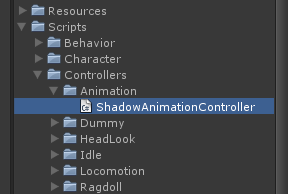 Resources
Scripts
Behavior
Character
Controllers
Animation
ShadowAnimationController
Dummy
HeadLook
Idle
Locomotion
Ragdoll